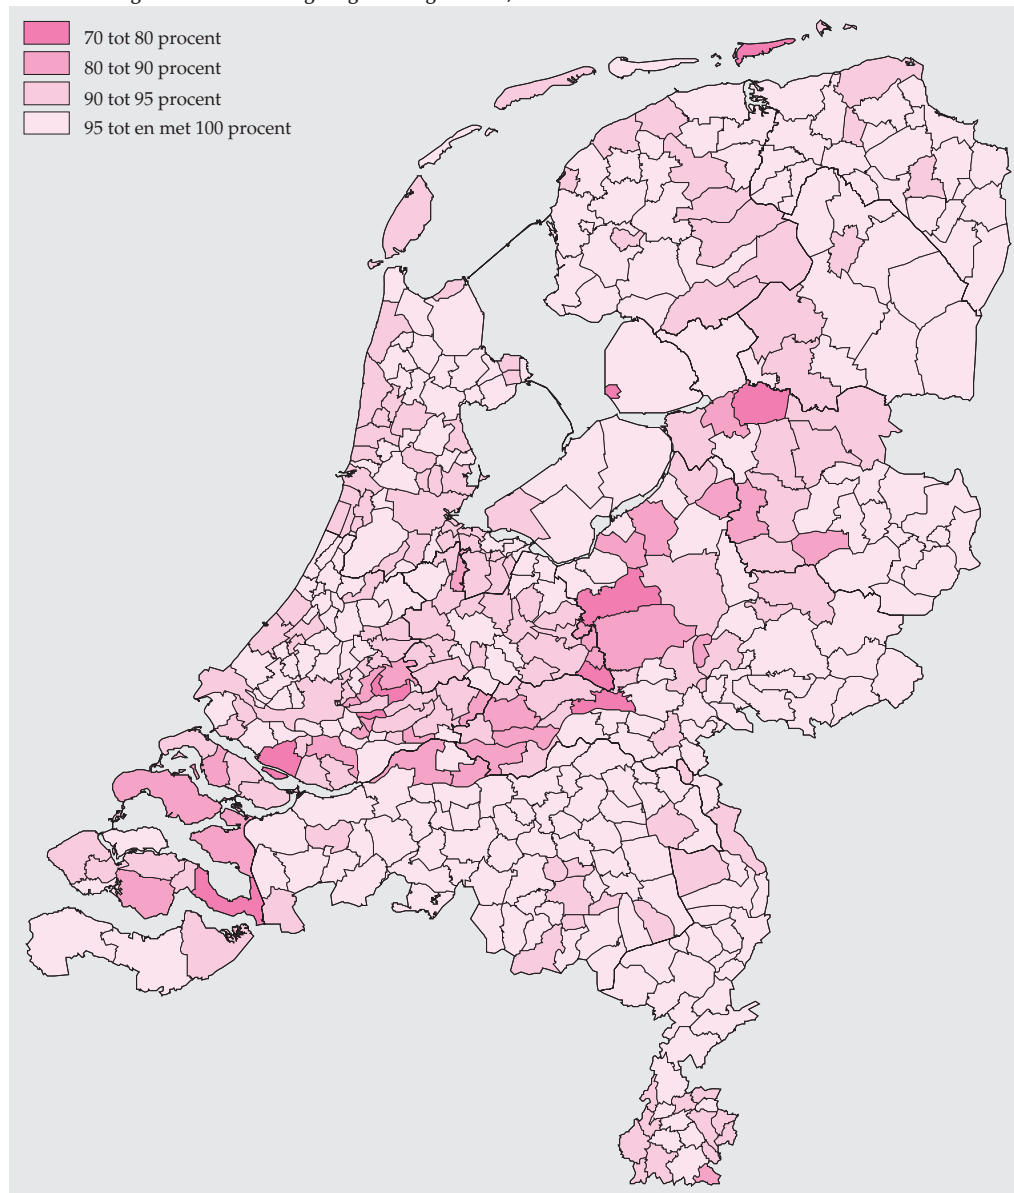 70 tot 80 procent
80 tot 90 procent
90 tot 95 procent
95 tot en met 100 procent